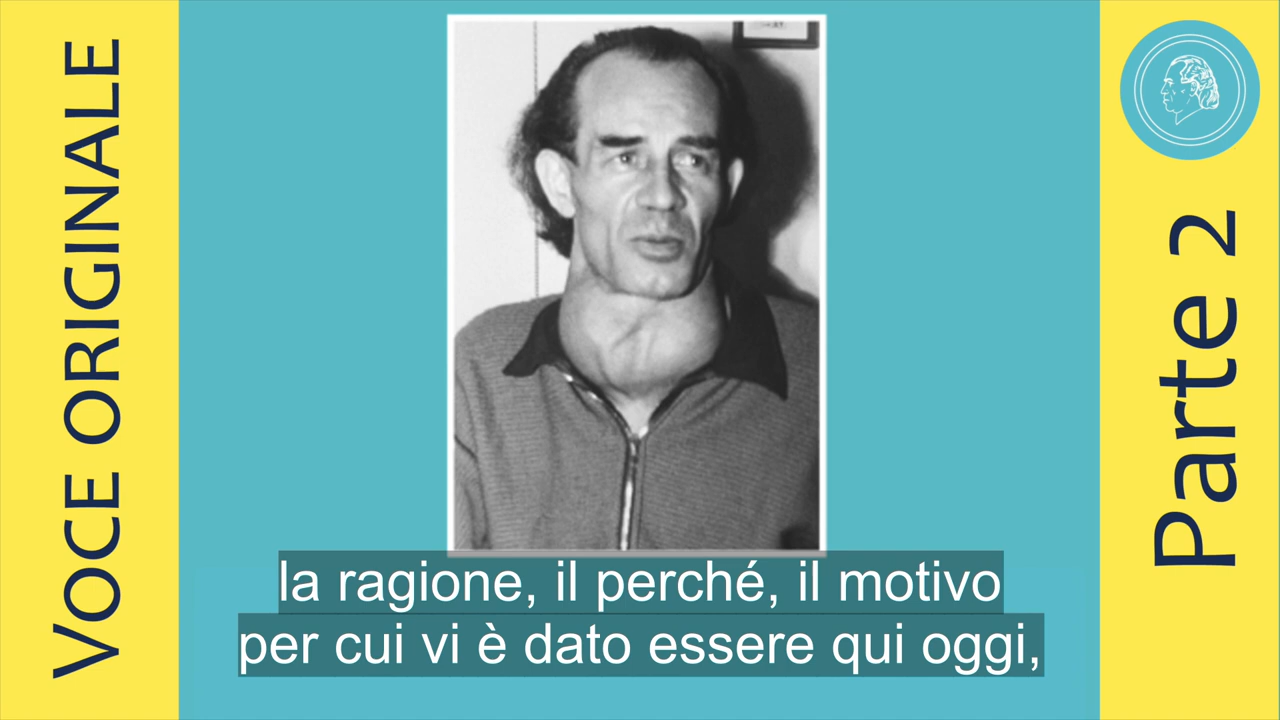 VOCE ORIGINALE
Parte 2
la ragione, il perché, il motivo
per cui vi è dato essere qui oggi,